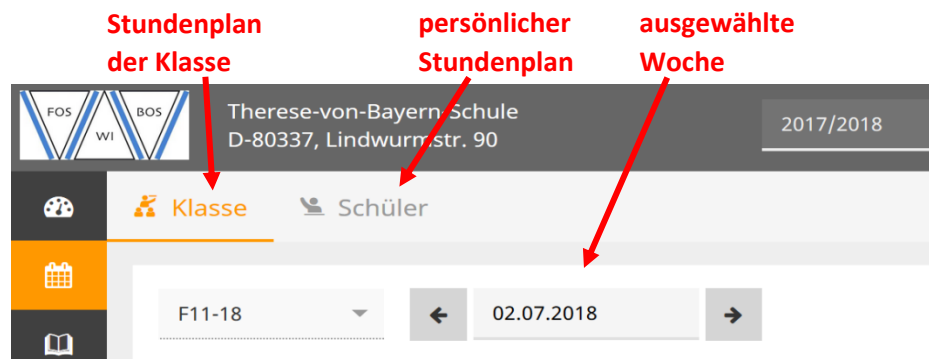 Stundenplan
der Klasse
persönlicher
Stundenplan
ausgewählte
Woche
FOS WI BOS
Therese-von-Bayern-Schule
D-80337, Lindwurmstr. 90
2017/2018
Klasse
Schüler
F11-18
02.07.2018